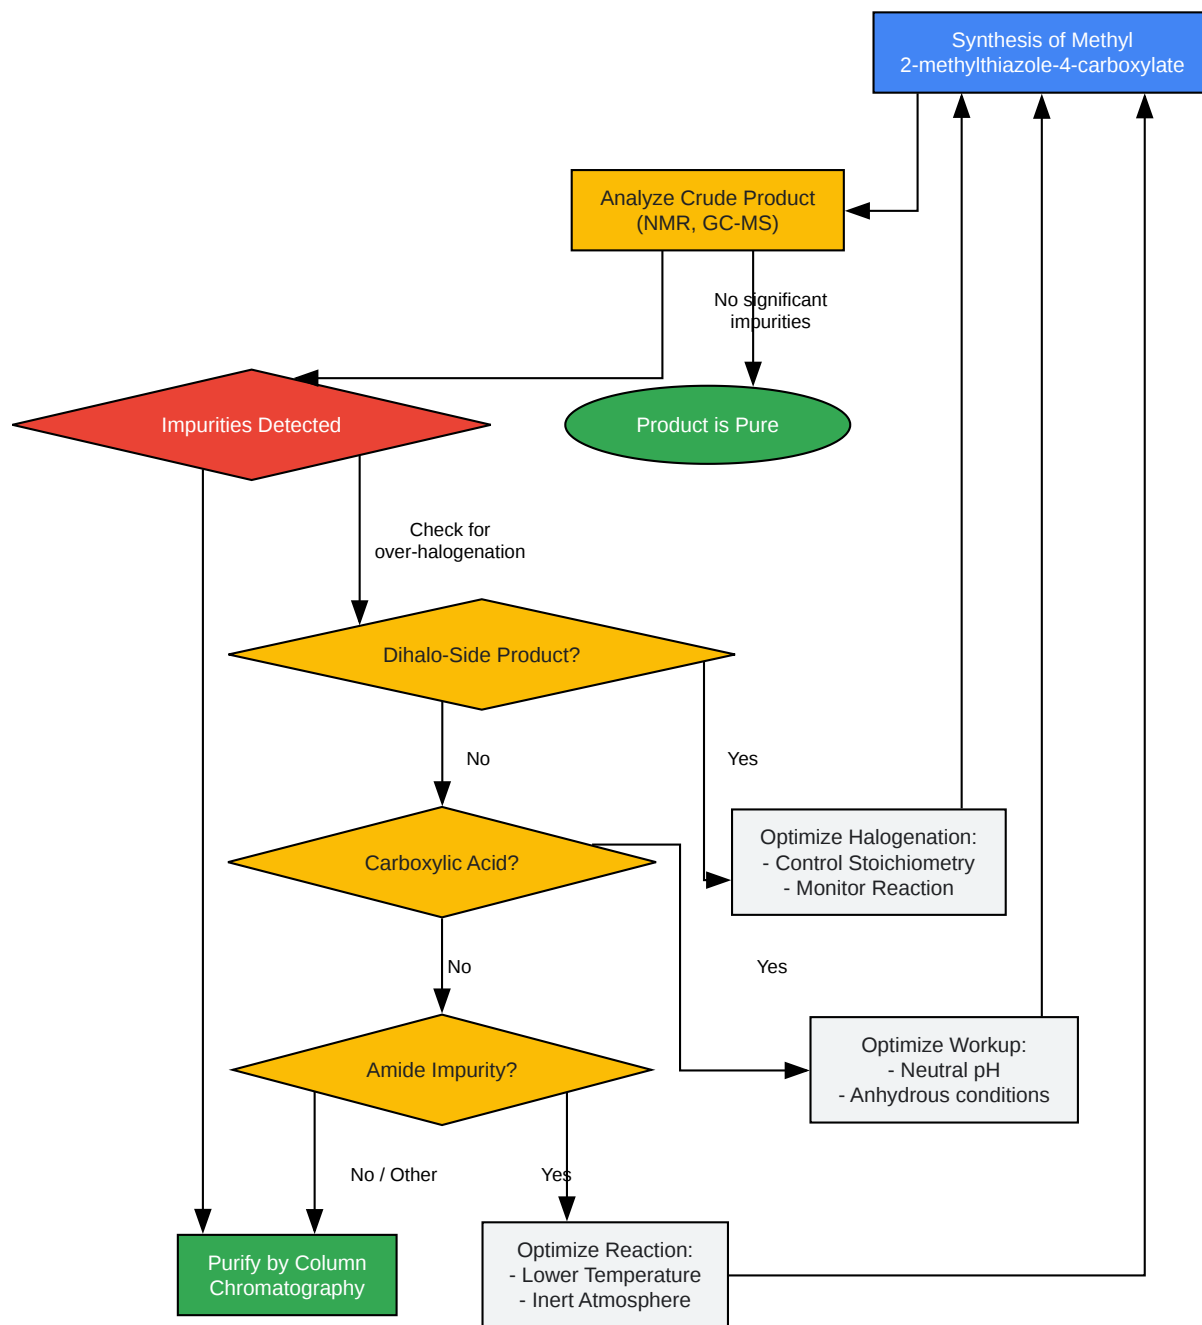 Synthesis of Methyl
2-methylthiazole-4-carboxylate
Analyze Crude Product
(NMR, GC-MS)
No significant
impurities
Impurities Detected
Product is Pure
Check for
over-halogenation
Dihalo-Side Product?
No
Yes
Optimize Halogenation:
- Control Stoichiometry
- Monitor Reaction
Carboxylic Acid?
No
Yes
Optimize Workup:
- Neutral pH
- Anhydrous conditions
Amide Impurity?
No / Other
Yes
Purify by Column
Chromatography
Optimize Reaction:
- Lower Temperature
- Inert Atmosphere